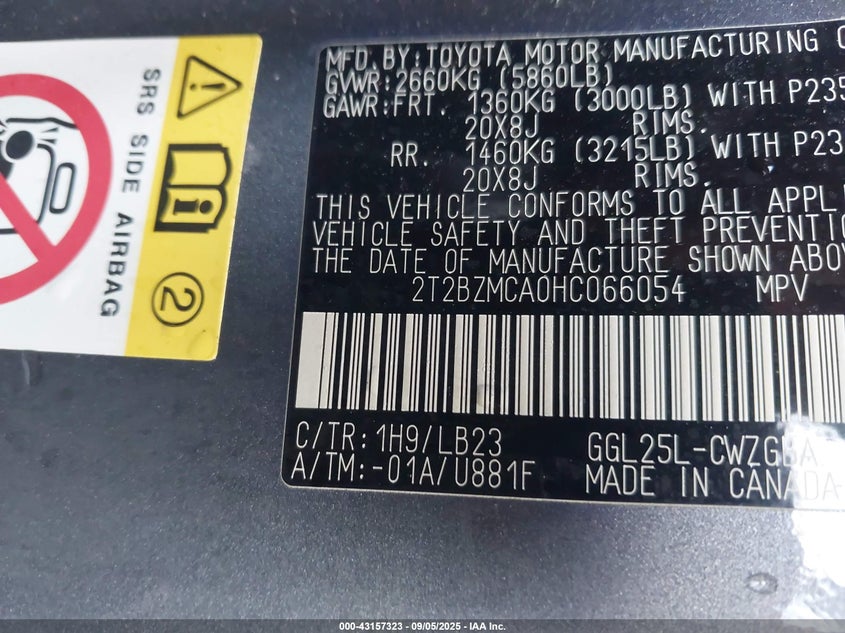 SRS SIDE AIRBAG
2
MFD. BY: TOYOTA MOTOR MANUFACTURING C
GVWR: 2660KG (5860LB)
GAWR: FRT. 1360KG (3000LB) WITH P235
20X8J RIMS.
RR. 1460KG (3215LB) WITH P23
20X8J RIMS.
THIS VEHICLE CONFORMS TO ALL APPL
VEHICLE SAFETY AND THEFT PREVENTION
THE DATE OF MANUFACTURE SHOWN ABOV
2T2BZMCA0HC066054 MPV
C/TR: 1H9/LB23 GGL25L-CWZGBA
A/TM: -01A/U881F MADE IN CANADA
000-43157323 - 09/05/2025 - IAA Inc.